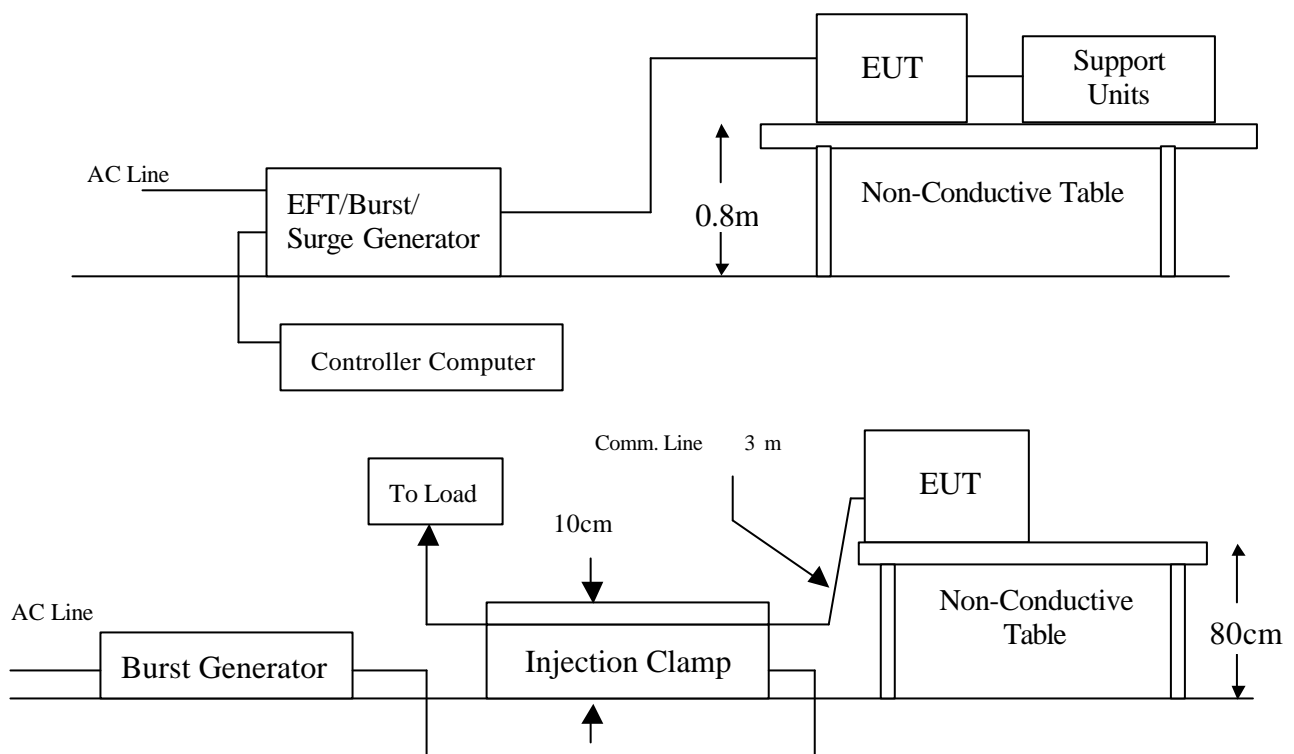 EUT
Support
Units
AC Line
EFT/Burst/
Surge Generator
0.8m
Non-Conductive Table
Controller Computer
Comm. Line 3 m
To Load
10cm
EUT
AC Line
Burst Generator
Injection Clamp
Non-Conductive
Table
80cm